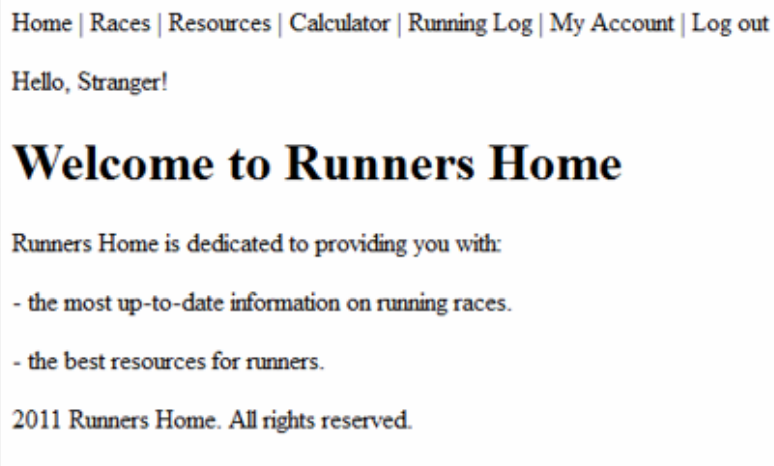 Home | Races | Resources | Calculator | Running Log | My Account | Log out
Hello, Stranger!
Welcome to Runners Home
Runners Home is dedicated to providing you with:
- the most up-to-date information on running races.
- the best resources for runners.
2011 Runners Home. All rights reserved.